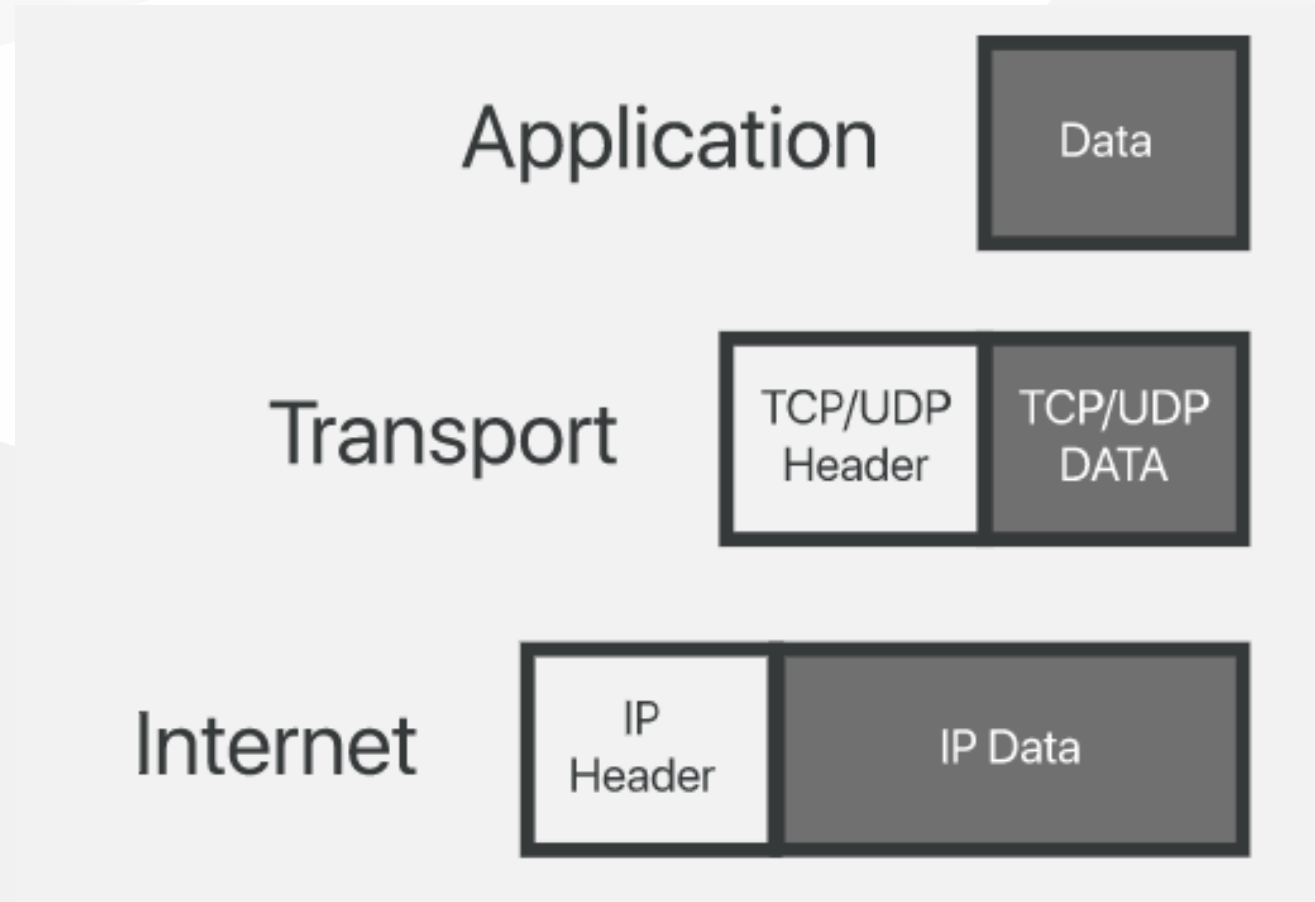 Application
Data
Transport
TCP/UDP
Header
TCP/UDP
DATA
Internet
IP
Header
IP Data